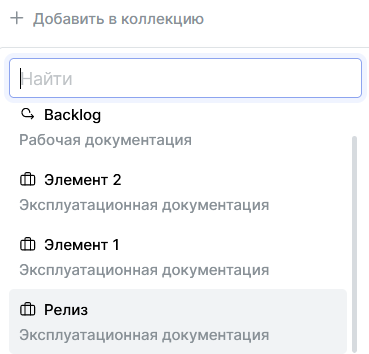 Добавить в коллекцию
Найти
Backlog
Рабочая документация
Элемент 2
Эксплуатационная документация
Элемент 1
Эксплуатационная документация
Релиз
Эксплуатационная документация